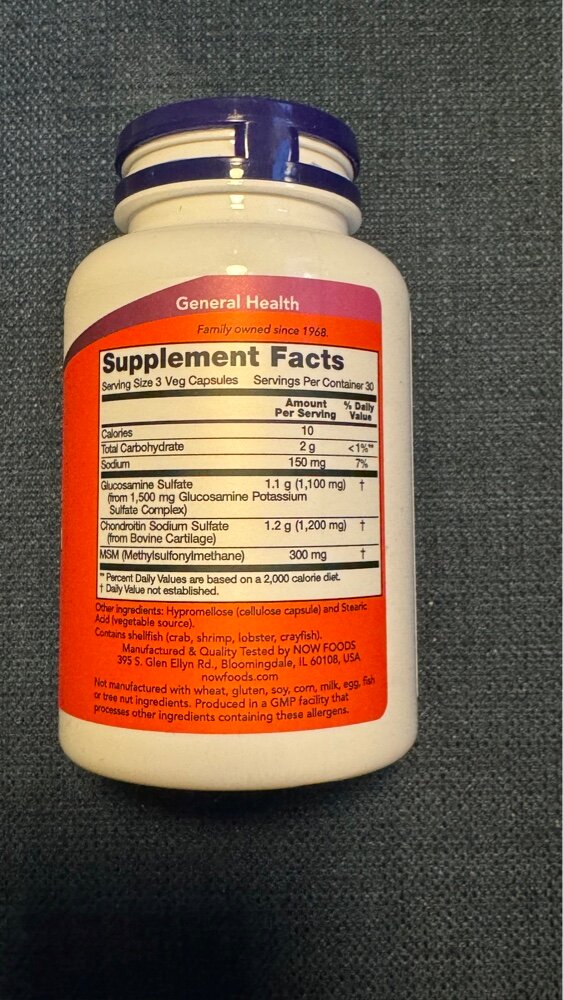 General Health
Family owned since 1968.
Supplement Facts
Serving Size 3 Veg Capsules Servings Per Container 30
Amount Per Serving % Daily Value
Calories 10
Total Carbohydrate 2 g <1%**
Sodium 150 mg 7%
Glucosamine Sulfate 1.1 g (1,100 mg) †
(from 1,500 mg Glucosamine Potassium
Sulfate Complex)
Chondroitin Sodium Sulfate 1.2 g (1,200 mg) †
(from Bovine Cartilage)
MSM (Methylsulfonylmethane) 300 mg †
** Percent Daily Values are based on a 2,000 calorie diet.
† Daily Value not established.
Other ingredients: Hypromellose (cellulose capsule) and Stearic
Acid (vegetable source).
Contains shellfish (crab, shrimp, lobster, crayfish).
Manufactured & Quality Tested by NOW FOODS
395 S. Glen Ellyn Rd., Bloomingdale, IL 60108, USA
nowfoods.com
Not manufactured with wheat, gluten, soy, corn, milk, egg, fish
or tree nut ingredients. Produced in a GMP facility that
processes other ingredients containing these allergens.